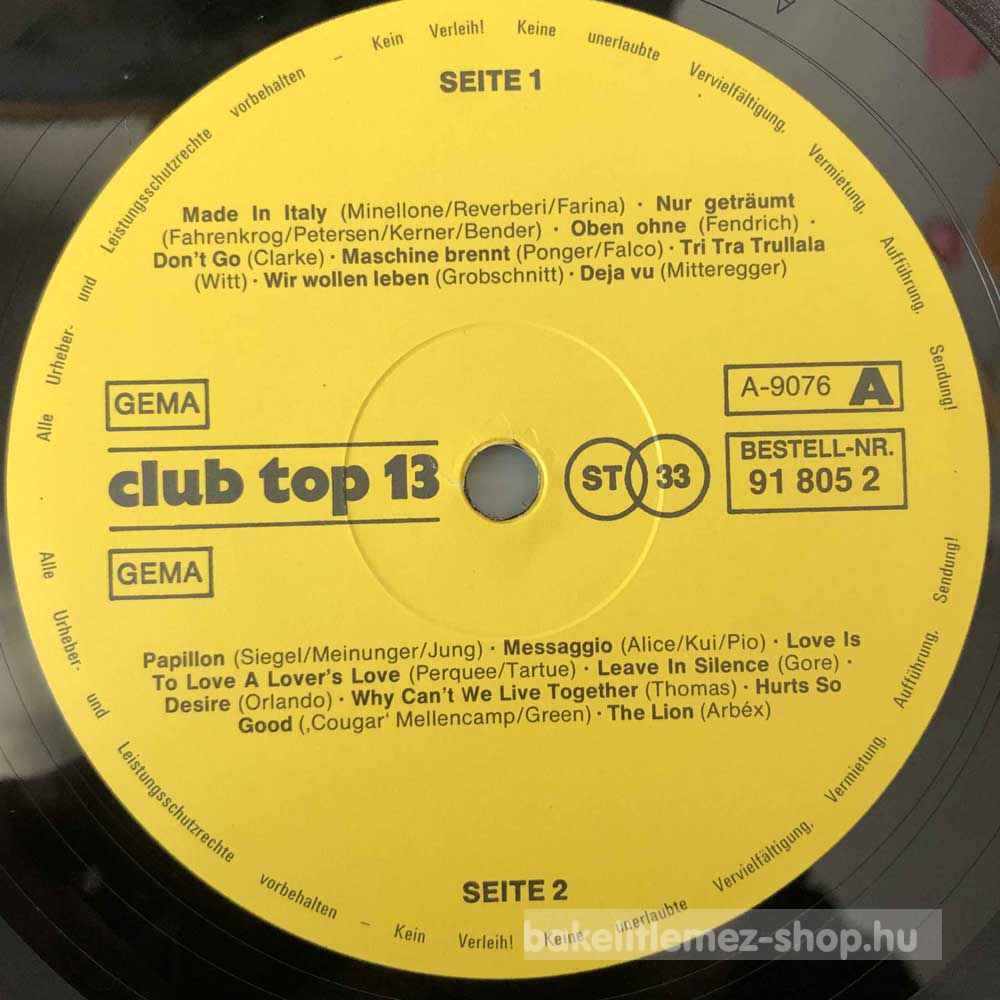 Alle Urheber- und Leistungsschutzrechte vorbehalten – Kein Verleih! Keine unerlaubte Vervielfältigung, Vermietung, Aufführung, Sendung!
SEITE 1
Made In Italy (Minellone/Reverberi/Farina) · Nur geträumt
(Fahrenkrog/Petersen/Kerner/Bender) · Oben ohne (Fendrich) ·
Don't Go (Clarke) · Maschine brennt (Ponger/Falco) · Tri Tra Trullala
(Witt) · Wir wollen leben (Grobschnitt) · Deja vu (Mitteregger)
GEMA
club top 13
GEMA
ST 33
A-9076 A
BESTELL-NR.
91 805 2
Papillon (Siegel/Meinunger/Jung) · Messaggio (Alice/Kui/Pio) · Love Is
To Love A Lover's Love (Perquee/Tartue) · Leave In Silence (Gore) ·
Desire (Orlando) · Why Can't We Live Together (Thomas) · Hurts So
Good (‚Cougar‘ Mellencamp/Green) · The Lion (Arbéx)
SEITE 2
Alle Urheber- und Leistungsschutzrechte vorbehalten – Kein Verleih! Keine unerlaubte Vervielfältigung, Vermietung, Aufführung, Sendung!
bakelitlemez-shop.hu